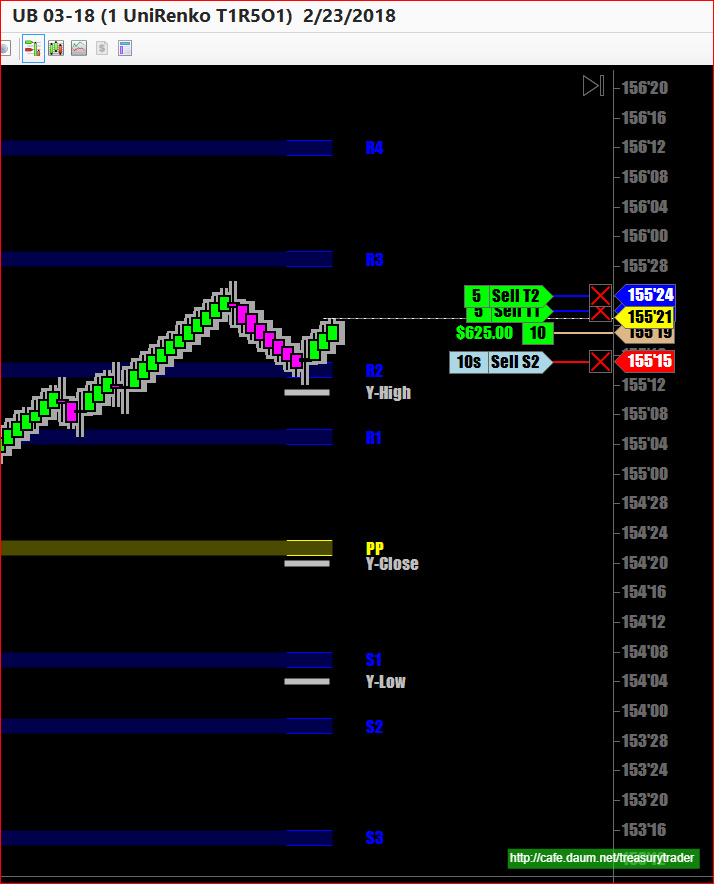 UB 03-18 (1 UniRenko T1R5O1) 2/23/2018
156'20
156'16
R4
156'12
156'08
156'04
156'00
R3
155'28
5 Sell T2 155'24
5 Sell T1
155'21
$625.00 10 155'19
10s Sell S2 155'15
R2
155'12
Y-High
155'08
R1
155'04
155'00
154'28
154'24
PP
Y-Close
154'20
154'16
154'12
S1
154'08
Y-Low
154'04
154'00
S2
153'28
153'24
153'20
S3
153'16
http://cafe.daum.net/treasurytrader